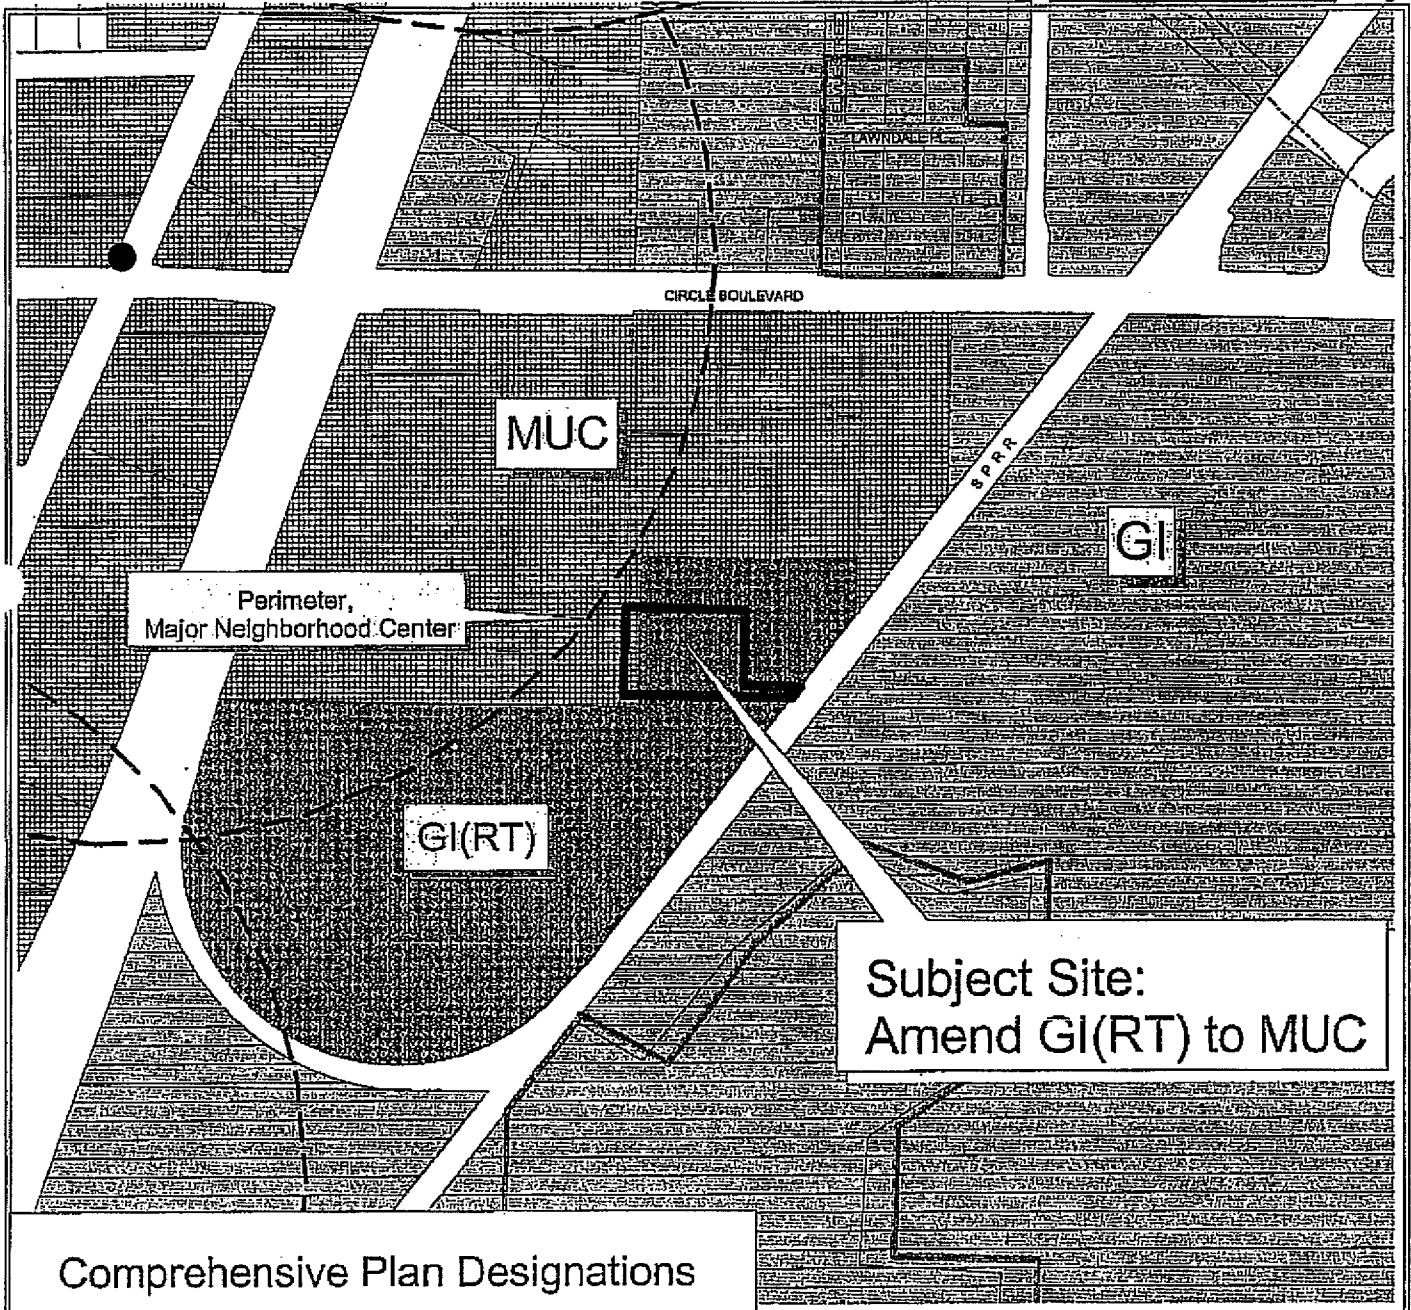 LAWNDALE PL
CIRCLE BOULEVARD
MUC
SPRR
GI
Perimeter,
Major Neighborhood Center
GI(RT)
Subject Site:
Amend GI(RT) to MUC
Comprehensive Plan Designations